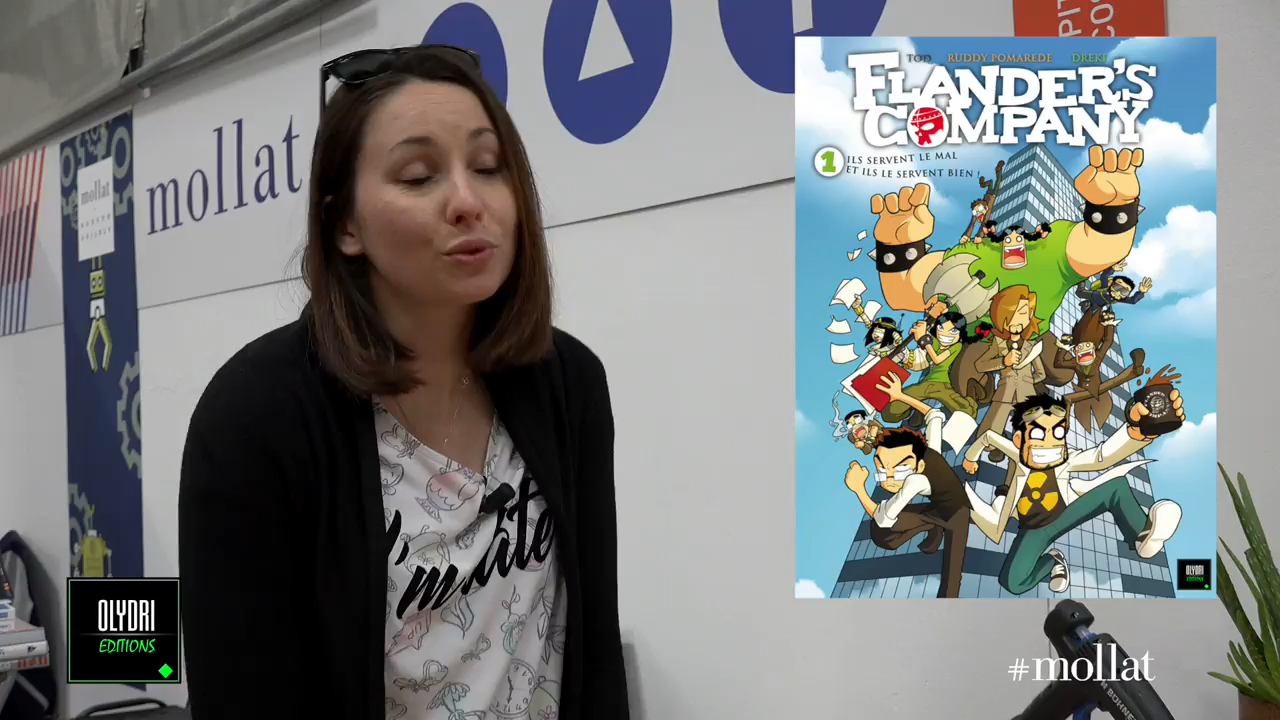 mollat
mollat
TOD RUDDY POMAREDE DREKI
FLANDER'S
COMPANY
1
ILS SERVENT LE MAL
ET ILS LE SERVENT BIEN !
I'm late
OLYDRI
EDITIONS
OLYDRI
EDITIONS
#mollat